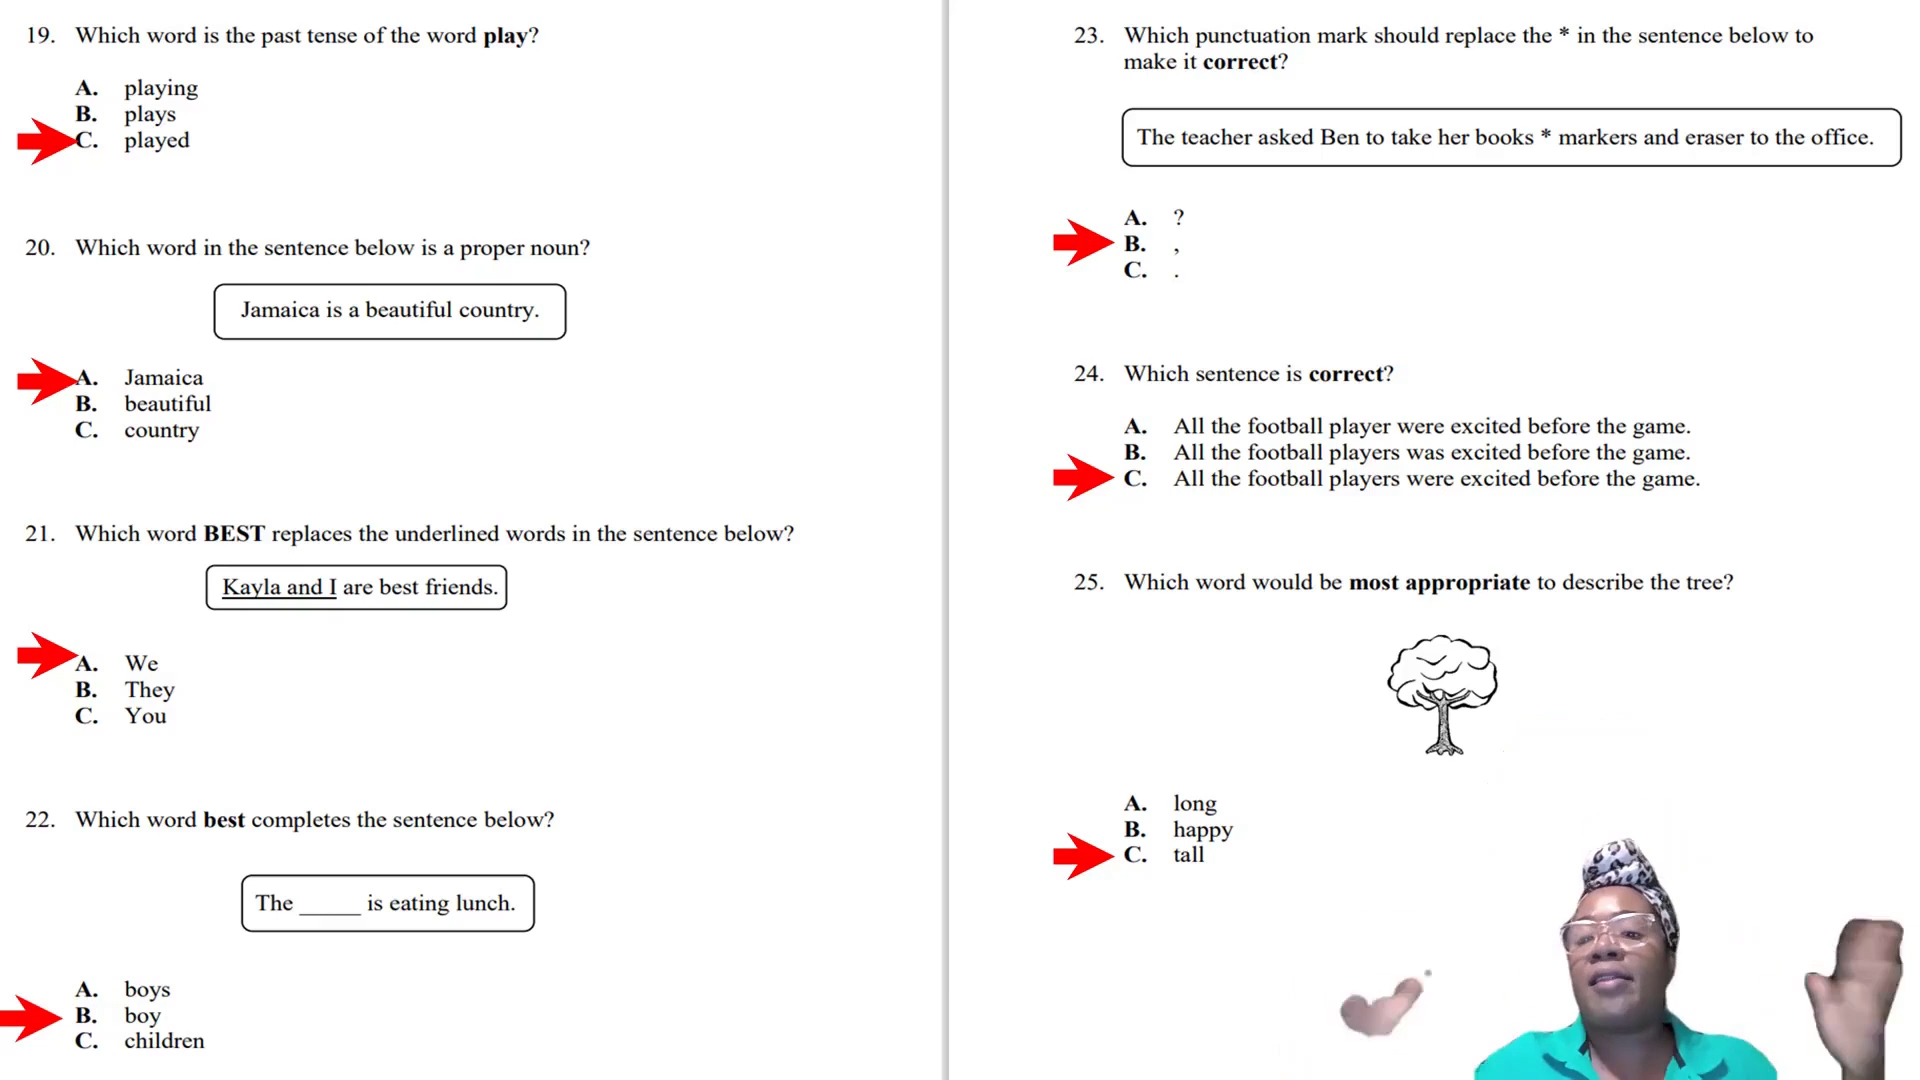 19. Which word is the past tense of the word play?
A. playing
B. plays
C. played
20. Which word in the sentence below is a proper noun?
Jamaica is a beautiful country.
A. Jamaica
B. beautiful
C. country
21. Which word BEST replaces the underlined words in the sentence below?
Kayla and I are best friends.
A. We
B. They
C. You
22. Which word best completes the sentence below?
The _____ is eating lunch.
A. boys
B. boy
C. children
23. Which punctuation mark should replace the * in the sentence below to
make it correct?
The teacher asked Ben to take her books * markers and eraser to the office.
A. ?
B. ,
C. .
24. Which sentence is correct?
A. All the football player were excited before the game.
B. All the football players was excited before the game.
C. All the football players were excited before the game.
25. Which word would be most appropriate to describe the tree?
A. long
B. happy
C. tall